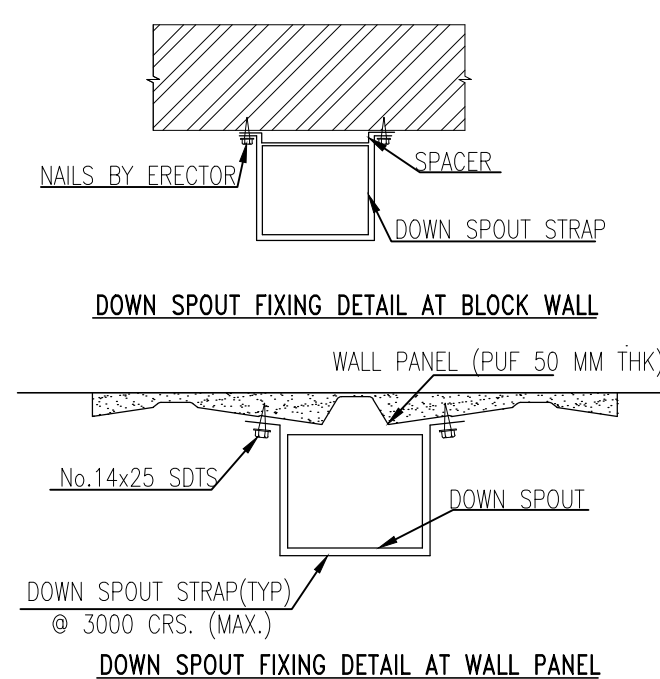 NAILS BY ERECTOR
SPACER
DOWN SPOUT STRAP
DOWN SPOUT FIXING DETAIL AT BLOCK WALL
WALL PANEL (PUF 50 MM THK)
No.14x25 SDTS
DOWN SPOUT
DOWN SPOUT STRAP(TYP)
@ 3000 CRS. (MAX.)
DOWN SPOUT FIXING DETAIL AT WALL PANEL